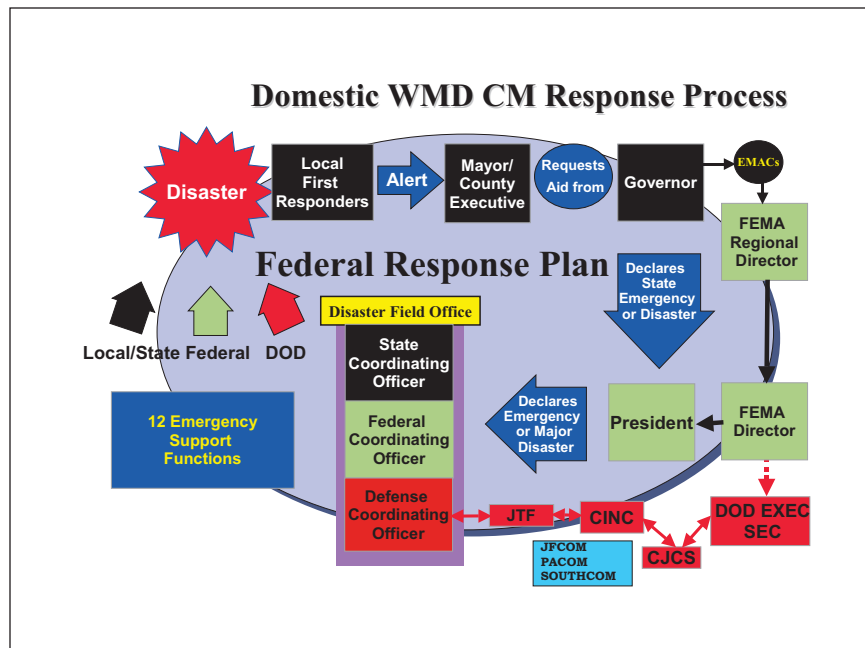 Domestic WMD CM Response Process
Disaster
Local
First
Responders
Alert
Mayor/
County
Executive
Requests
Aid from
Governor
EMACs
FEMA
Regional
Director
Federal Response Plan
Declares
State
Emergency
or Disaster
Disaster Field Office
Local/State Federal DOD
State
Coordinating
Officer
12 Emergency
Support
Functions
Federal
Coordinating
Officer
Declares
Emergency
or Major
Disaster
President
FEMA
Director
Defense
Coordinating
Officer
JTF
CINC
DOD EXEC
SEC
CJCS
JFCOM
PACOM
SOUTHCOM